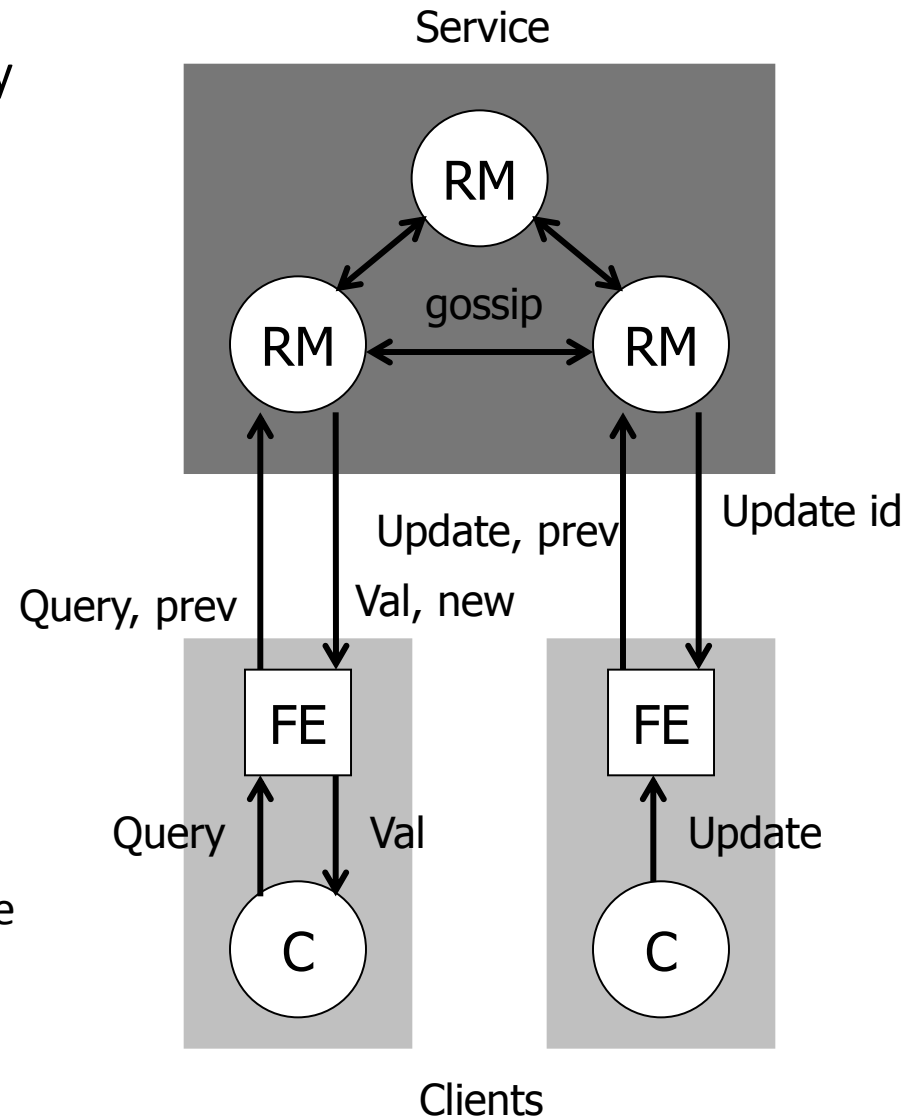 Service
y
RM
gossip
RM
RM
Update id
Update, prev
Query, prev
Val, new
FE
FE
Query
Val
Update
e
C
C
Clients